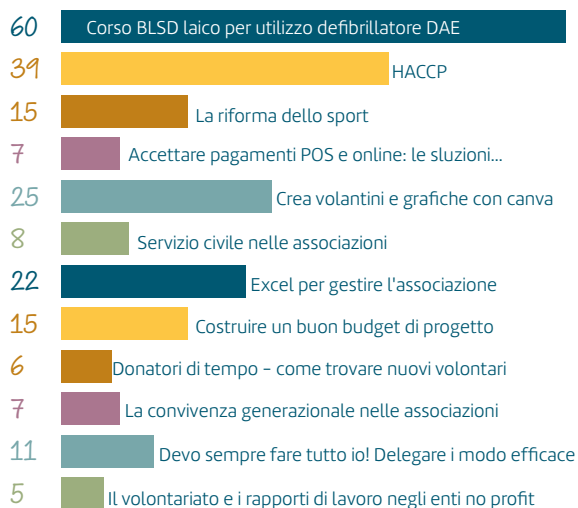 60 Corso BLSD laico per utilizzo defibrillatore DAE
39 HACCP
15 La riforma dello sport
7 Accettare pagamenti POS e online: le sluzioni...
25 Crea volantini e grafiche con canva
8 Servizio civile nelle associazioni
22 Excel per gestire l'associazione
15 Costruire un buon budget di progetto
6 Donatori di tempo - come trovare nuovi volontari
7 La convivenza generazionale nelle associazioni
11 Devo sempre fare tutto io! Delegare i modo efficace
5 Il volontariato e i rapporti di lavoro negli enti no profit